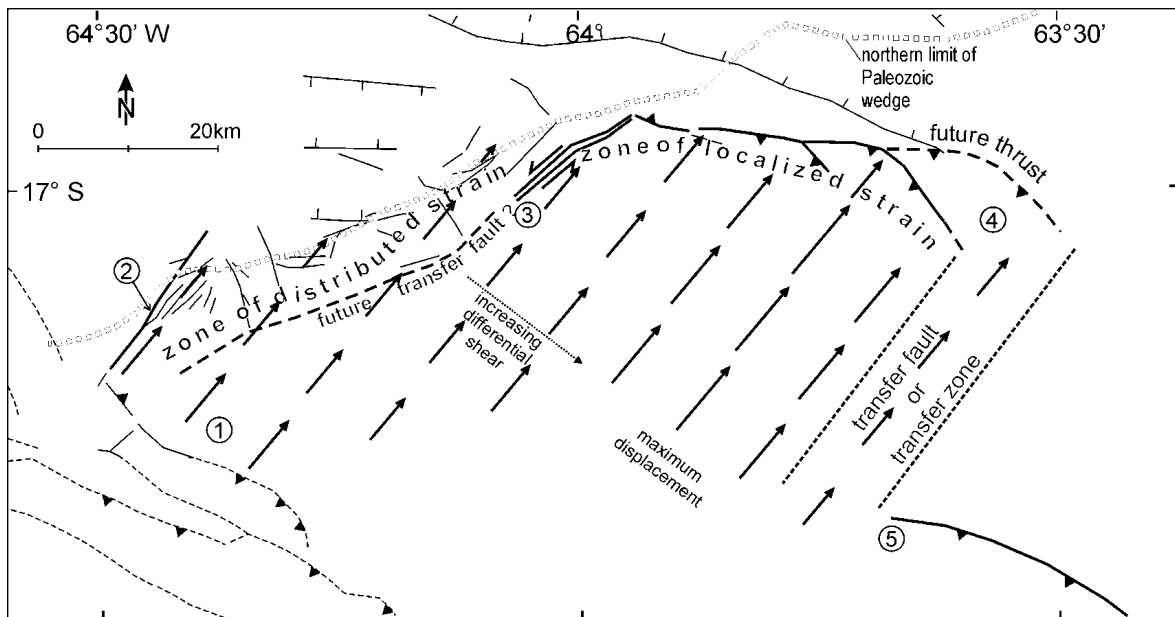 64°30' W
64°
63°30'
northern limit of
Paleozoic
wedge
N
0 20km
17° S
future thrust
zone of localized strain
zone of distributed strain
future transfer fault ?
increasing
differential
shear
maximum
displacement
transfer fault
or
transfer zone
1
2
3
4
5